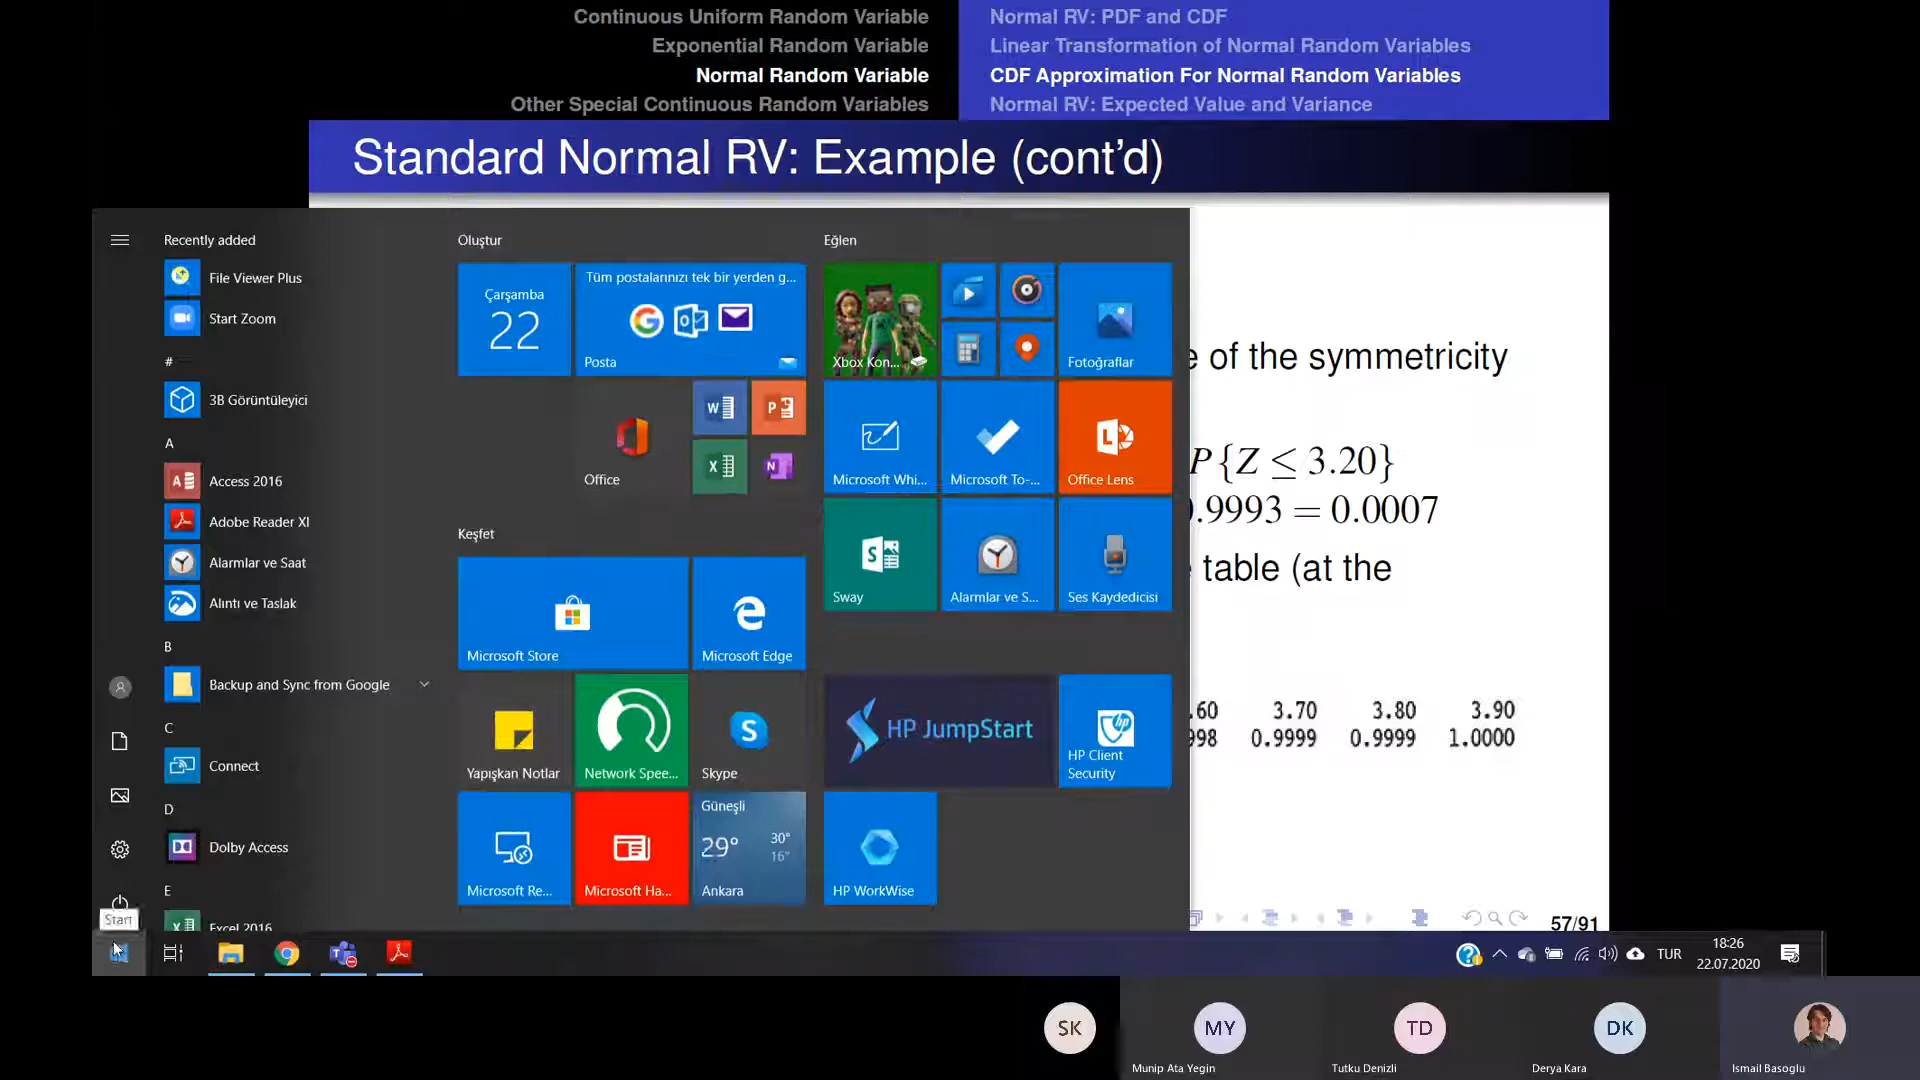 Continuous Uniform Random Variable
Exponential Random Variable
Normal Random Variable
Other Special Continuous Random Variables
Normal RV: PDF and CDF
Linear Transformation of Normal Random Variables
CDF Approximation For Normal Random Variables
Normal RV: Expected Value and Variance
Standard Normal RV: Example (cont'd)
Recently added
File Viewer Plus
Start Zoom
#
3B Görüntüleyici
A
Access 2016
Adobe Reader XI
Alarmlar ve Saat
Alıntı ve Taslak
B
Backup and Sync from Google
C
Connect
D
Dolby Access
E
Excel 2016
Start
Oluştur
Çarşamba
22
Tüm postalarınızı tek bir yerden g...
Posta
Office
Keşfet
Microsoft Store
Microsoft Edge
Yapışkan Notlar
Network Spee...
Skype
Microsoft Re...
Microsoft Ha...
Güneşli
29°
30°
16°
Ankara
Eğlen
Xbox Kon...
Fotoğraflar
Microsoft Whi...
Microsoft To-...
Office Lens
Sway
Alarmlar ve S...
Ses Kaydedicisi
HP JumpStart
HP Client
Security
HP WorkWise
of the symmetricity
P{Z ≤ 3.20}
.9993 = 0.0007
table (at the
.60 3.70 3.80 3.90
998 0.9999 0.9999 1.0000
57/91
TUR
18:26
22.07.2020
SK
MY
Munip Ata Yegin
TD
Tutku Denizli
DK
Derya Kara
Ismail Basoglu